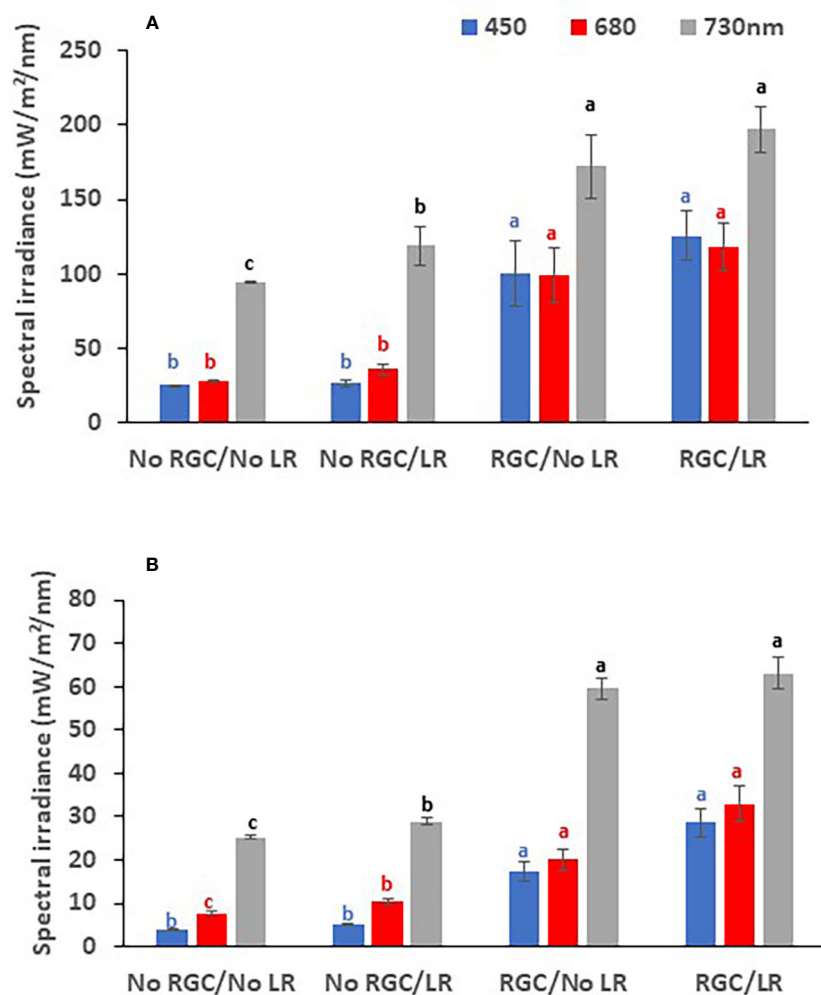 A
450 680 730nm
Spectral irradiance (mW/m²/nm)
250
200
150
100
50
0
b b c
b b b
a a a
a a a
No RGC/No LR No RGC/LR RGC/No LR RGC/LR
B
Spectral irradiance (mW/m²/nm)
80
70
60
50
40
30
20
10
0
b c c
b b b
a a a
a a a
No RGC/No LR No RGC/LR RGC/No LR RGC/LR